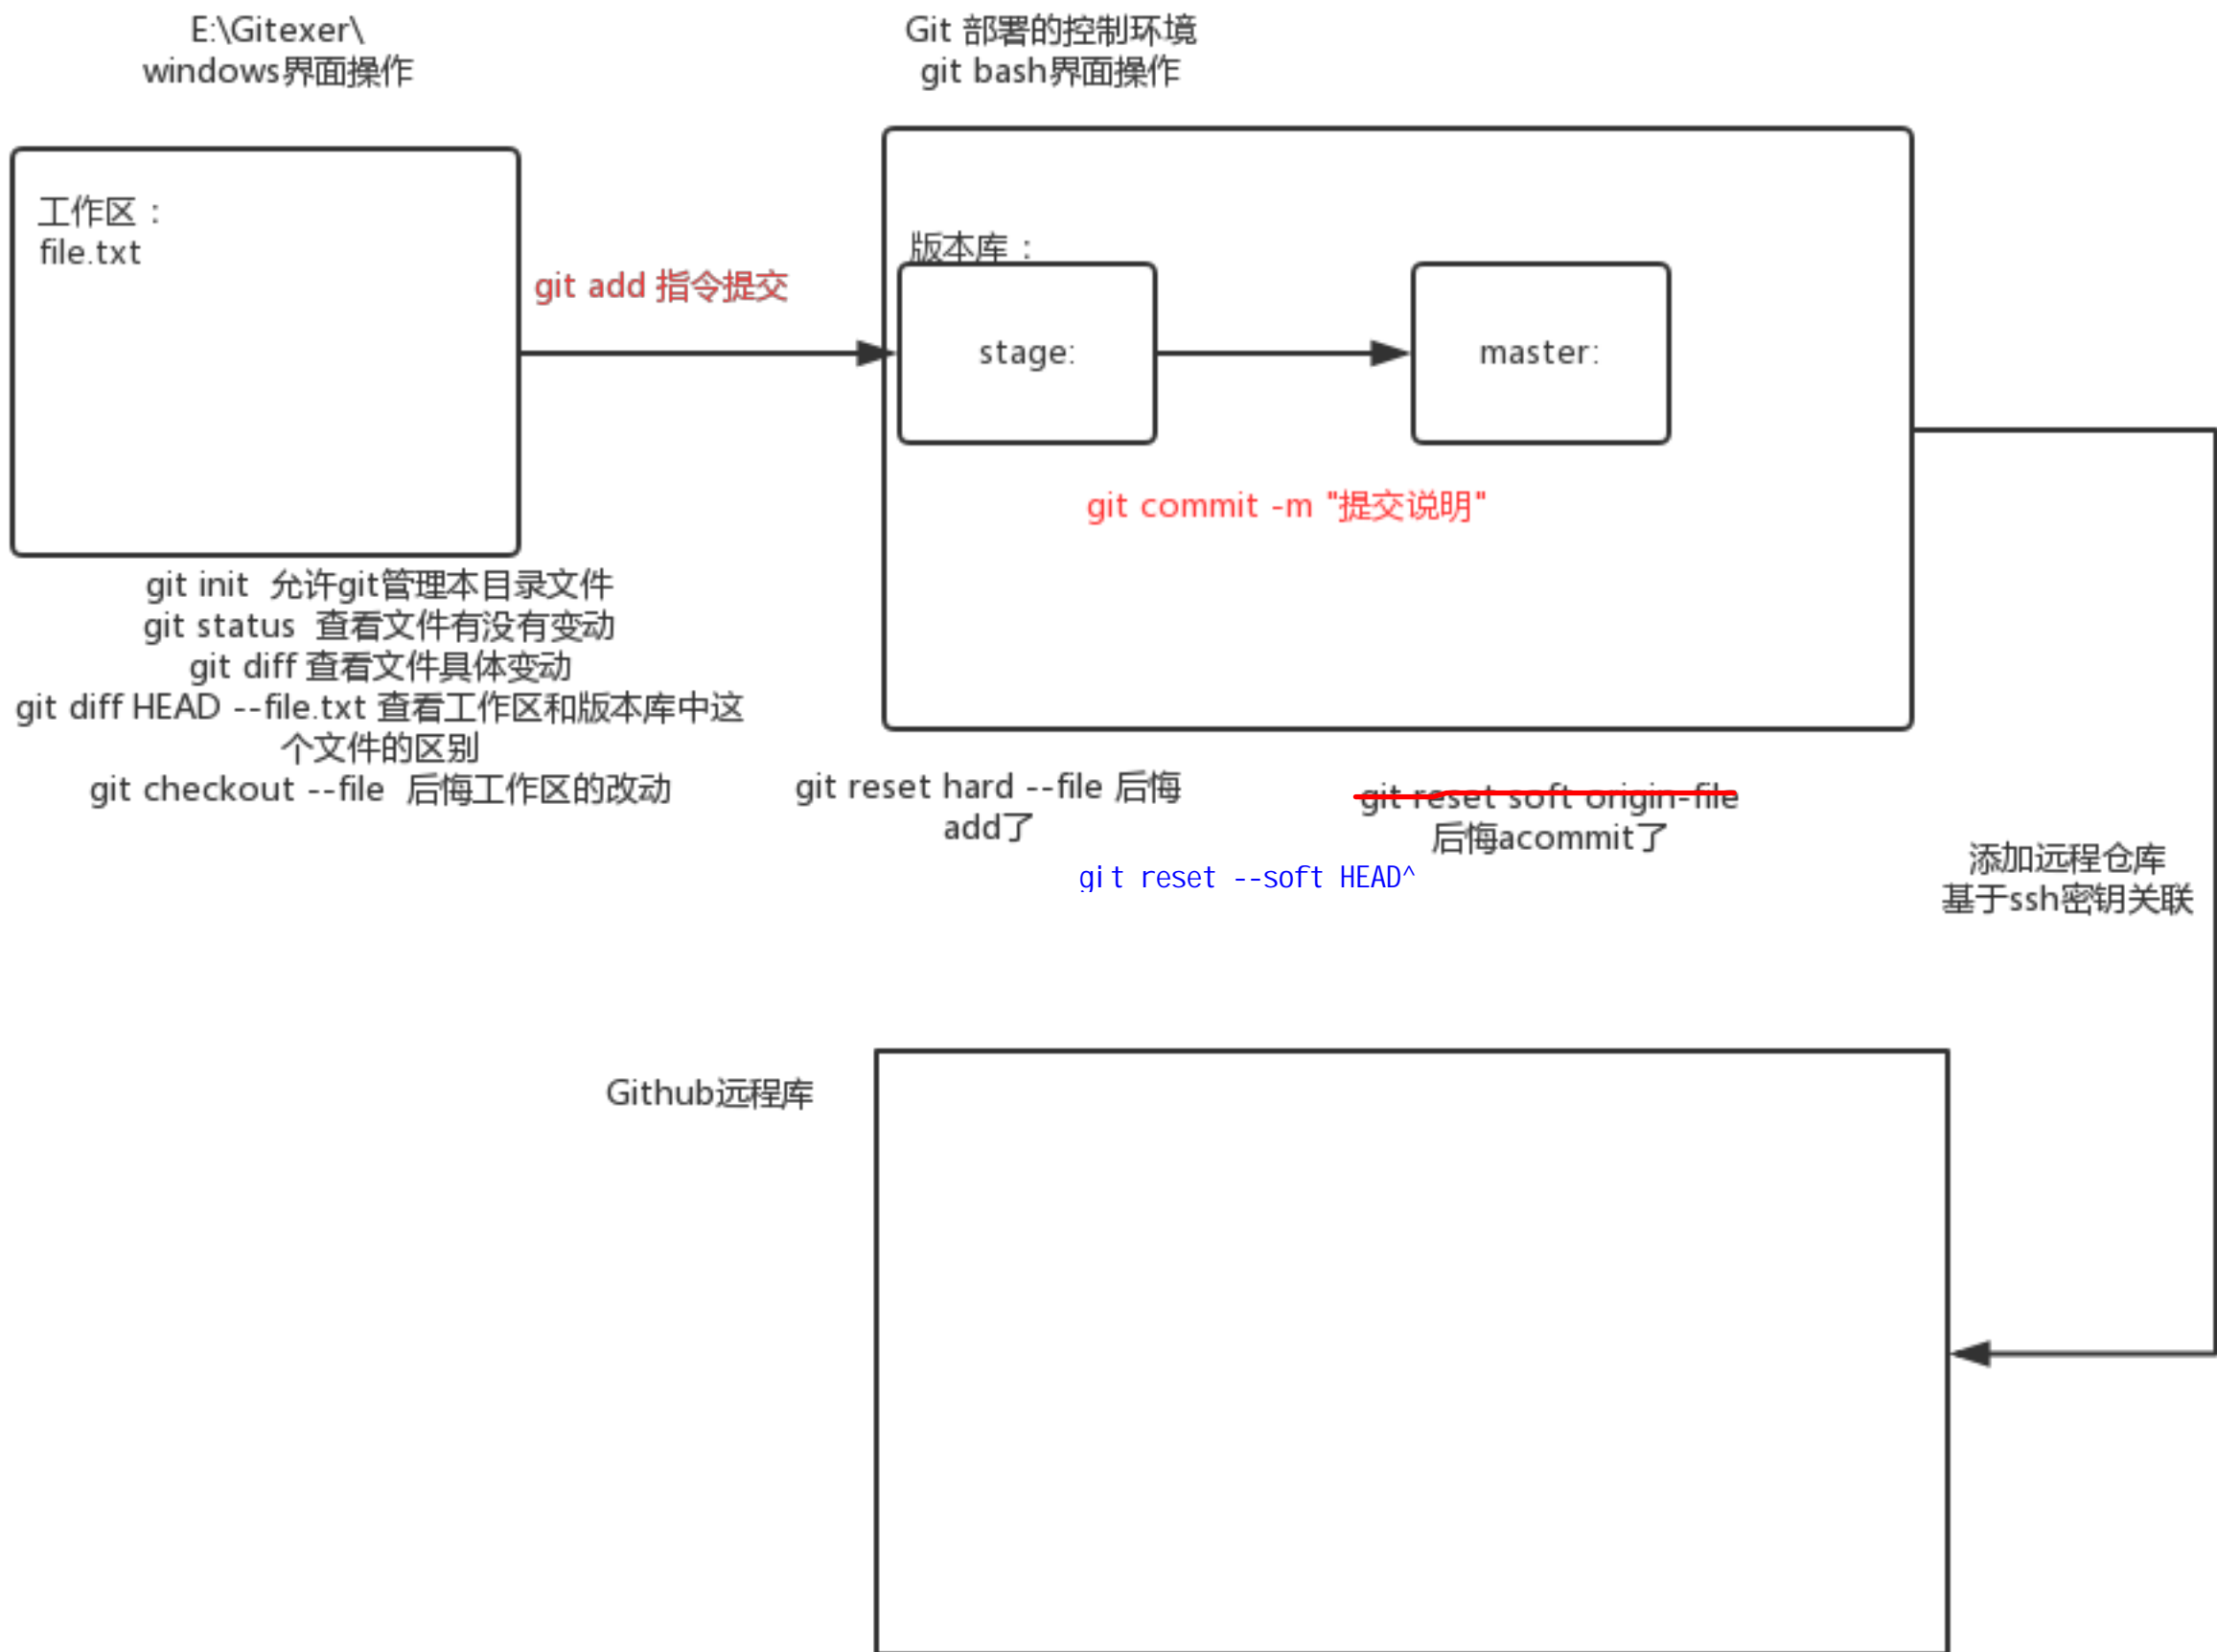 E:\Gitexer\
windows界面操作
Git 部署的控制环境
git bash界面操作
工作区：
file.txt
git add 指令提交
版本库：
stage:
master:
git commit -m "提交说明"
git init  允许git管理本目录文件
git status  查看文件有没有变动
git diff 查看文件具体变动
git diff HEAD --file.txt 查看工作区和版本库中这
个文件的区别
git checkout --file  后悔工作区的改动
git reset hard --file 后悔
add了
git reset soft origin-file
后悔acommit了
git reset --soft HEAD^
添加远程仓库
基于ssh密钥关联
Github远程库